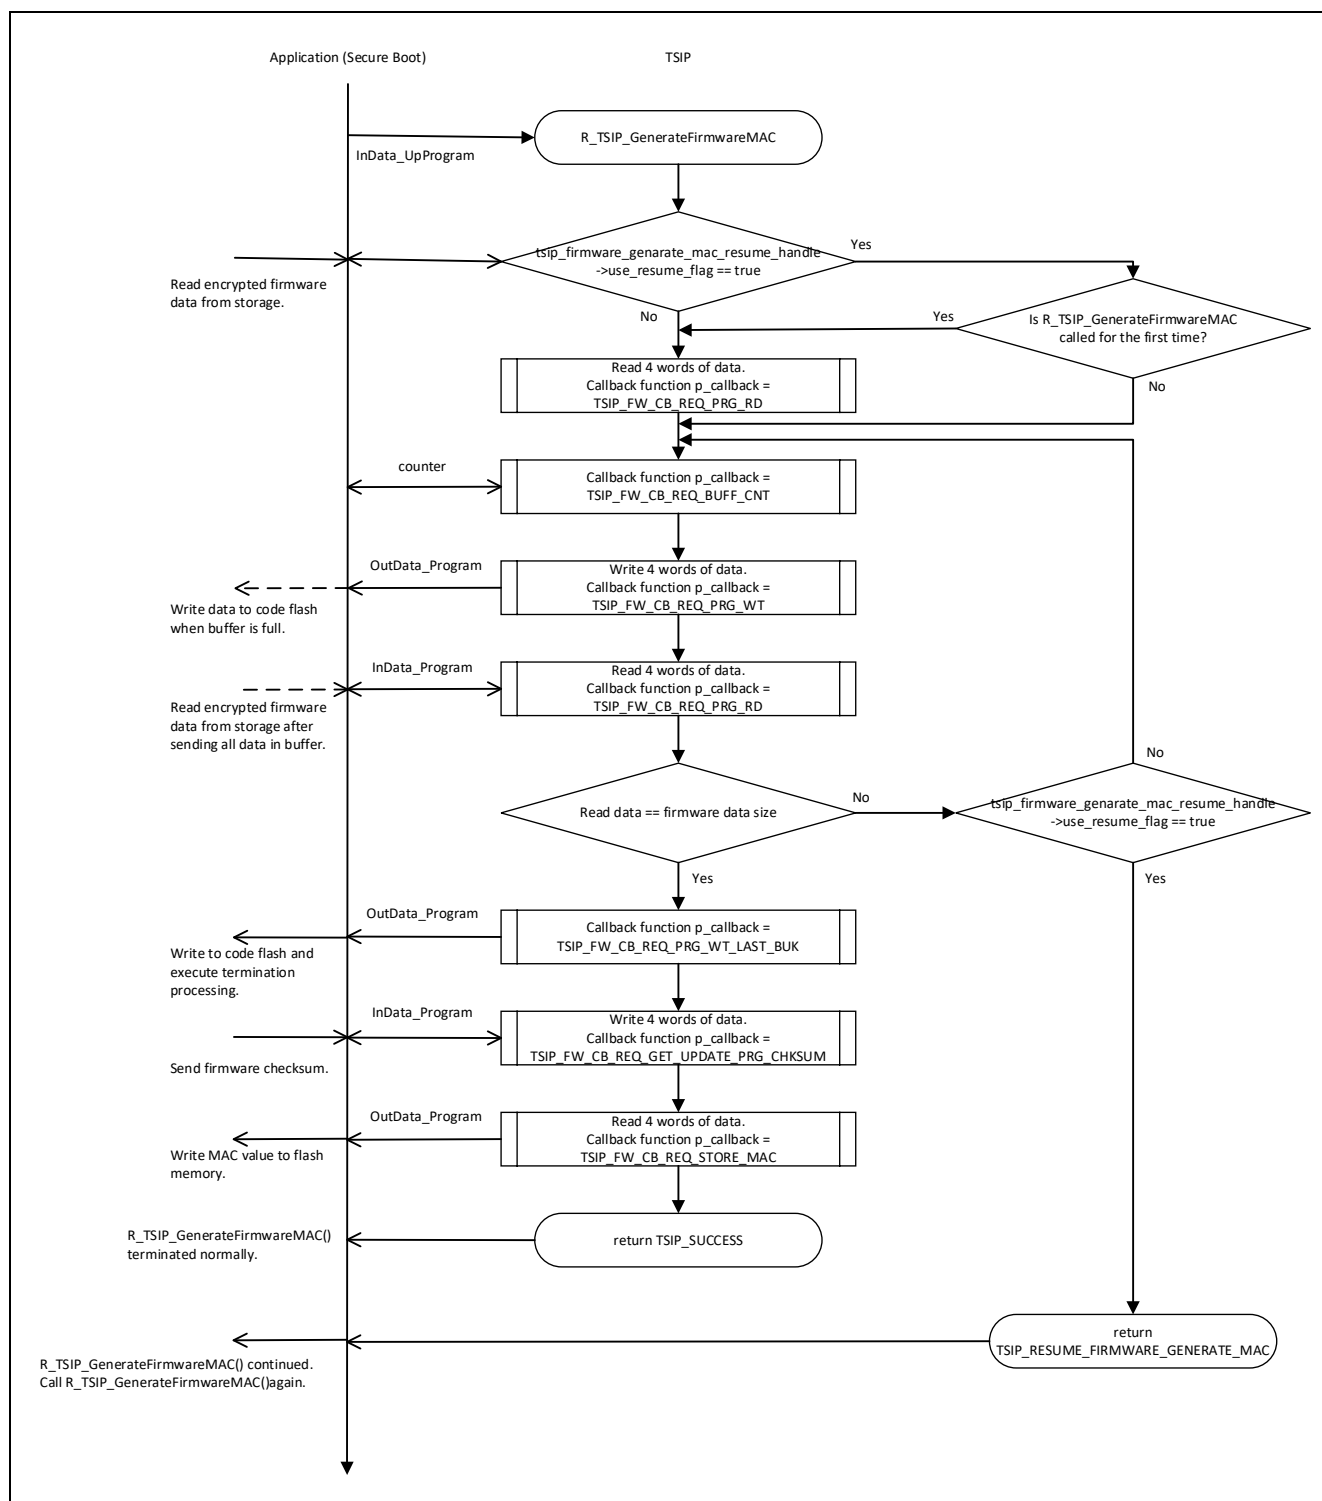 Application (Secure Boot)
TSIP
R_TSIP_GenerateFirmwareMAC
InData_UpProgram
tsip_firmware_genarate_mac_resume_handle
->use_resume_flag == true
Yes
Read encrypted firmware
data from storage.
No
Yes
Is R_TSIP_GenerateFirmwareMAC
called for the first time?
No
Read 4 words of data.
Callback function p_callback =
TSIP_FW_CB_REQ_PRG_RD
counter
Callback function p_callback =
TSIP_FW_CB_REQ_BUFF_CNT
OutData_Program
Write 4 words of data.
Callback function p_callback =
TSIP_FW_CB_REQ_PRG_WT
Write data to code flash
when buffer is full.
InData_Program
Read 4 words of data.
Callback function p_callback =
TSIP_FW_CB_REQ_PRG_RD
Read encrypted firmware
data from storage after
sending all data in buffer.
No
Read data == firmware data size
No
tsip_firmware_genarate_mac_resume_handle
->use_resume_flag == true
Yes
Yes
OutData_Program
Callback function p_callback =
TSIP_FW_CB_REQ_PRG_WT_LAST_BUK
Write to code flash and
execute termination
processing.
InData_Program
Write 4 words of data.
Callback function p_callback =
TSIP_FW_CB_REQ_GET_UPDATE_PRG_CHKSUM
Send firmware checksum.
OutData_Program
Read 4 words of data.
Callback function p_callback =
TSIP_FW_CB_REQ_STORE_MAC
Write MAC value to flash
memory.
R_TSIP_GenerateFirmwareMAC()
terminated normally.
return TSIP_SUCCESS
return
TSIP_RESUME_FIRMWARE_GENERATE_MAC
R_TSIP_GenerateFirmwareMAC() continued.
Call R_TSIP_GenerateFirmwareMAC()again.